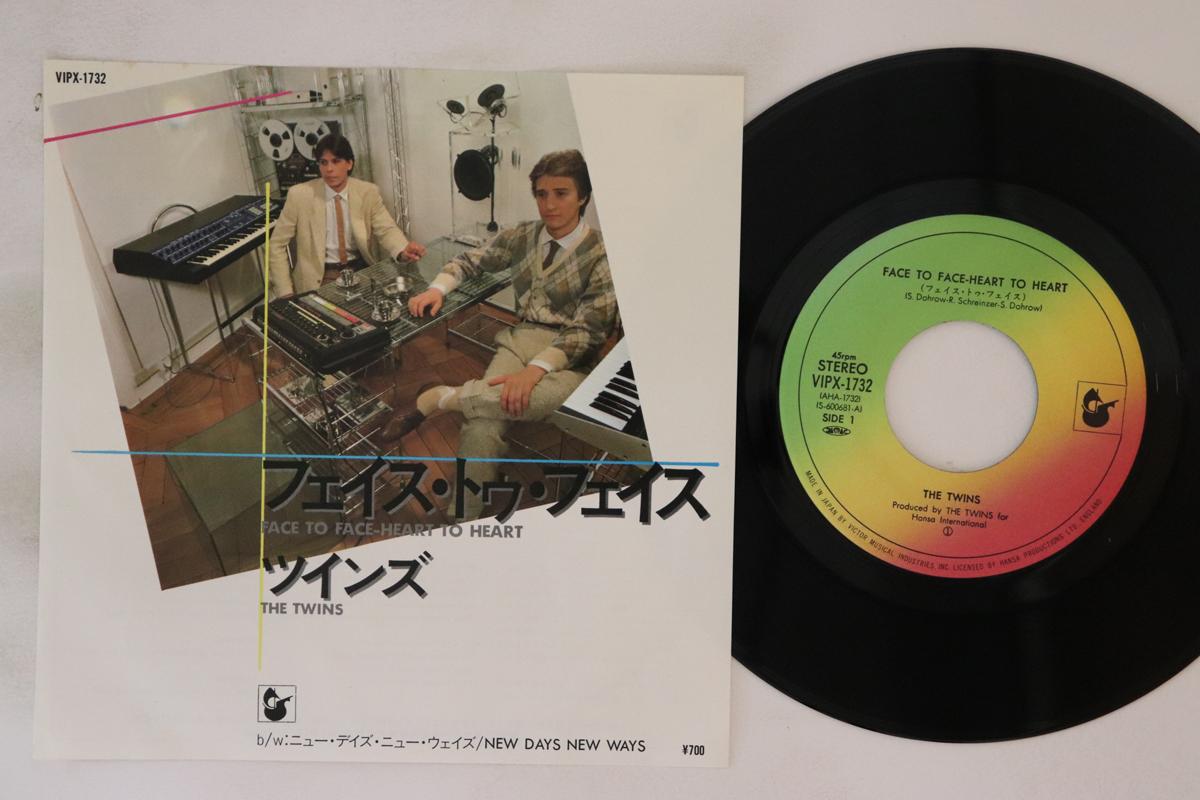 VIPX-1732
フェイス・トゥ・フェイス
FACE TO FACE-HEART TO HEART
ツインズ
THE TWINS
b/w:ニュー・デイズ・ニュー・ウェイズ/NEW DAYS NEW WAYS
¥700
FACE TO FACE-HEART TO HEART
(フェイス・トゥ・フェイス)
(S. Dohrow-R. Schreinzer-S. Dohrow)
45rpm
STEREO
VIPX-1732
(AHA-1732)
(S-600681-A)
SIDE 1
THE TWINS
Produced by THE TWINS for
Hansa International
①
MADE IN JAPAN BY VICTOR MUSICAL INDUSTRIES, INC. LICENSED BY HANSA PRODUCTIONS LTD. ENGLAND